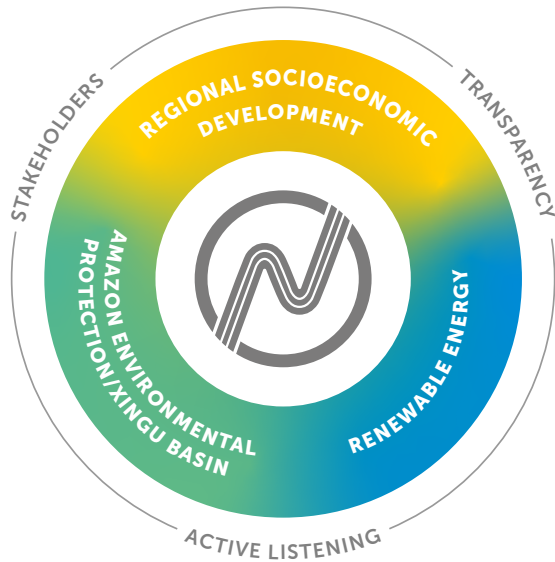 STAKEHOLDERS
TRANSPARENCY
REGIONAL SOCIOECONOMIC
DEVELOPMENT
AMAZON ENVIRONMENTAL
PROTECTION/XINGU BASIN
RENEWABLE ENERGY
ACTIVE LISTENING